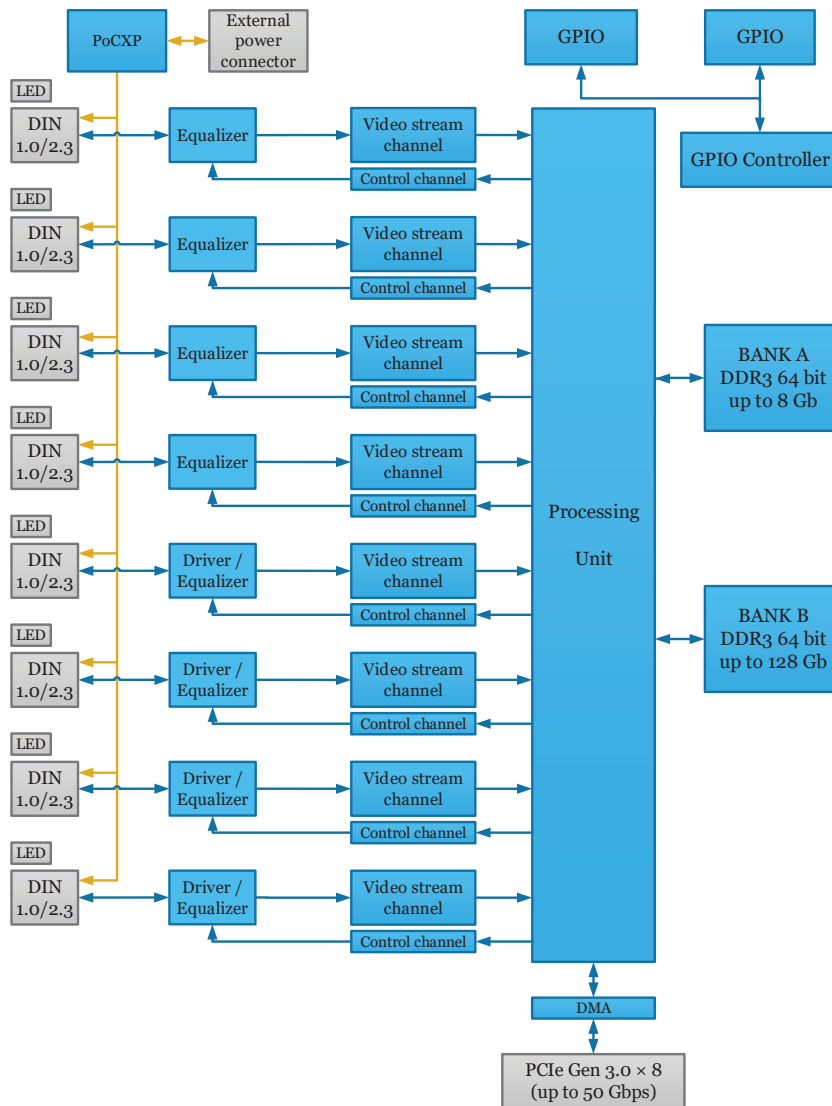 PoCXP
External
power
connector
GPIO
GPIO
GPIO Controller
LED
DIN
1.0/2.3
Equalizer
Video stream
channel
Control channel
LED
DIN
1.0/2.3
Equalizer
Video stream
channel
Control channel
LED
DIN
1.0/2.3
Equalizer
Video stream
channel
Control channel
LED
DIN
1.0/2.3
Equalizer
Video stream
channel
Control channel
LED
DIN
1.0/2.3
Driver /
Equalizer
Video stream
channel
Control channel
LED
DIN
1.0/2.3
Driver /
Equalizer
Video stream
channel
Control channel
LED
DIN
1.0/2.3
Driver /
Equalizer
Video stream
channel
Control channel
LED
DIN
1.0/2.3
Driver /
Equalizer
Video stream
channel
Control channel
Processing
Unit
BANK A
DDR3 64 bit
up to 8 Gb
BANK B
DDR3 64 bit
up to 128 Gb
DMA
PCIe Gen 3.0 × 8
(up to 50 Gbps)